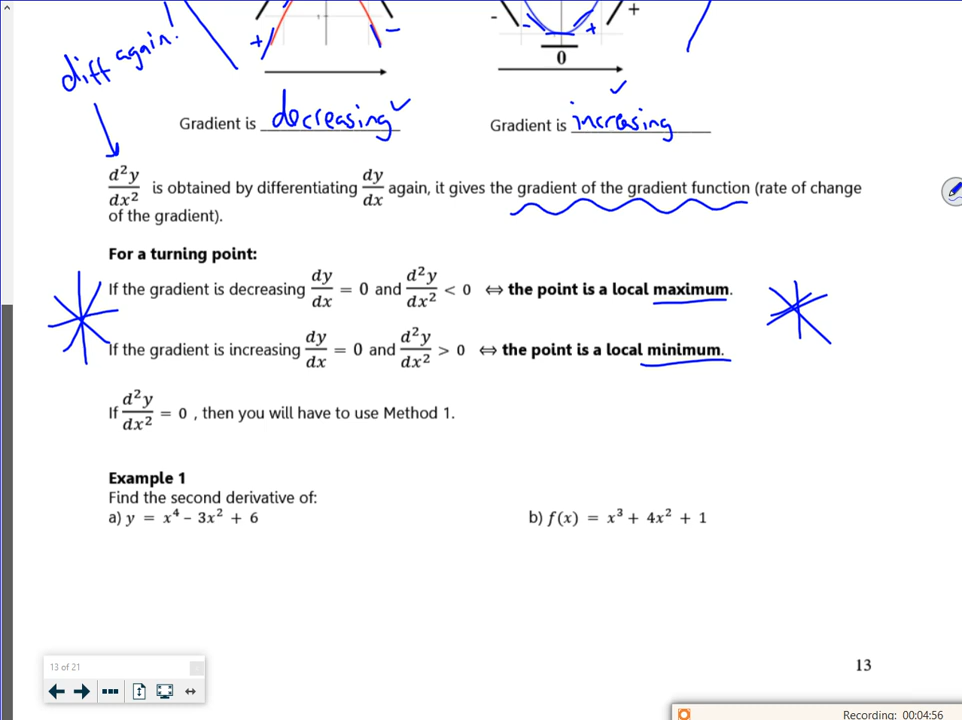 - +
+ - - +
0
diff again!
Gradient is decreasing
Gradient is increasing
d²y/dx² is obtained by differentiating dy/dx again, it gives the gradient of the gradient function (rate of change
of the gradient).
For a turning point:
If the gradient is decreasing dy/dx = 0 and d²y/dx² < 0 ⇔ the point is a local maximum.
If the gradient is increasing dy/dx = 0 and d²y/dx² > 0 ⇔ the point is a local minimum.
If d²y/dx² = 0 , then you will have to use Method 1.
Example 1
Find the second derivative of:
a) y = x⁴ – 3x² + 6 b) f(x) = x³ + 4x² + 1
13 of 21
13
Recording: 00:04:56